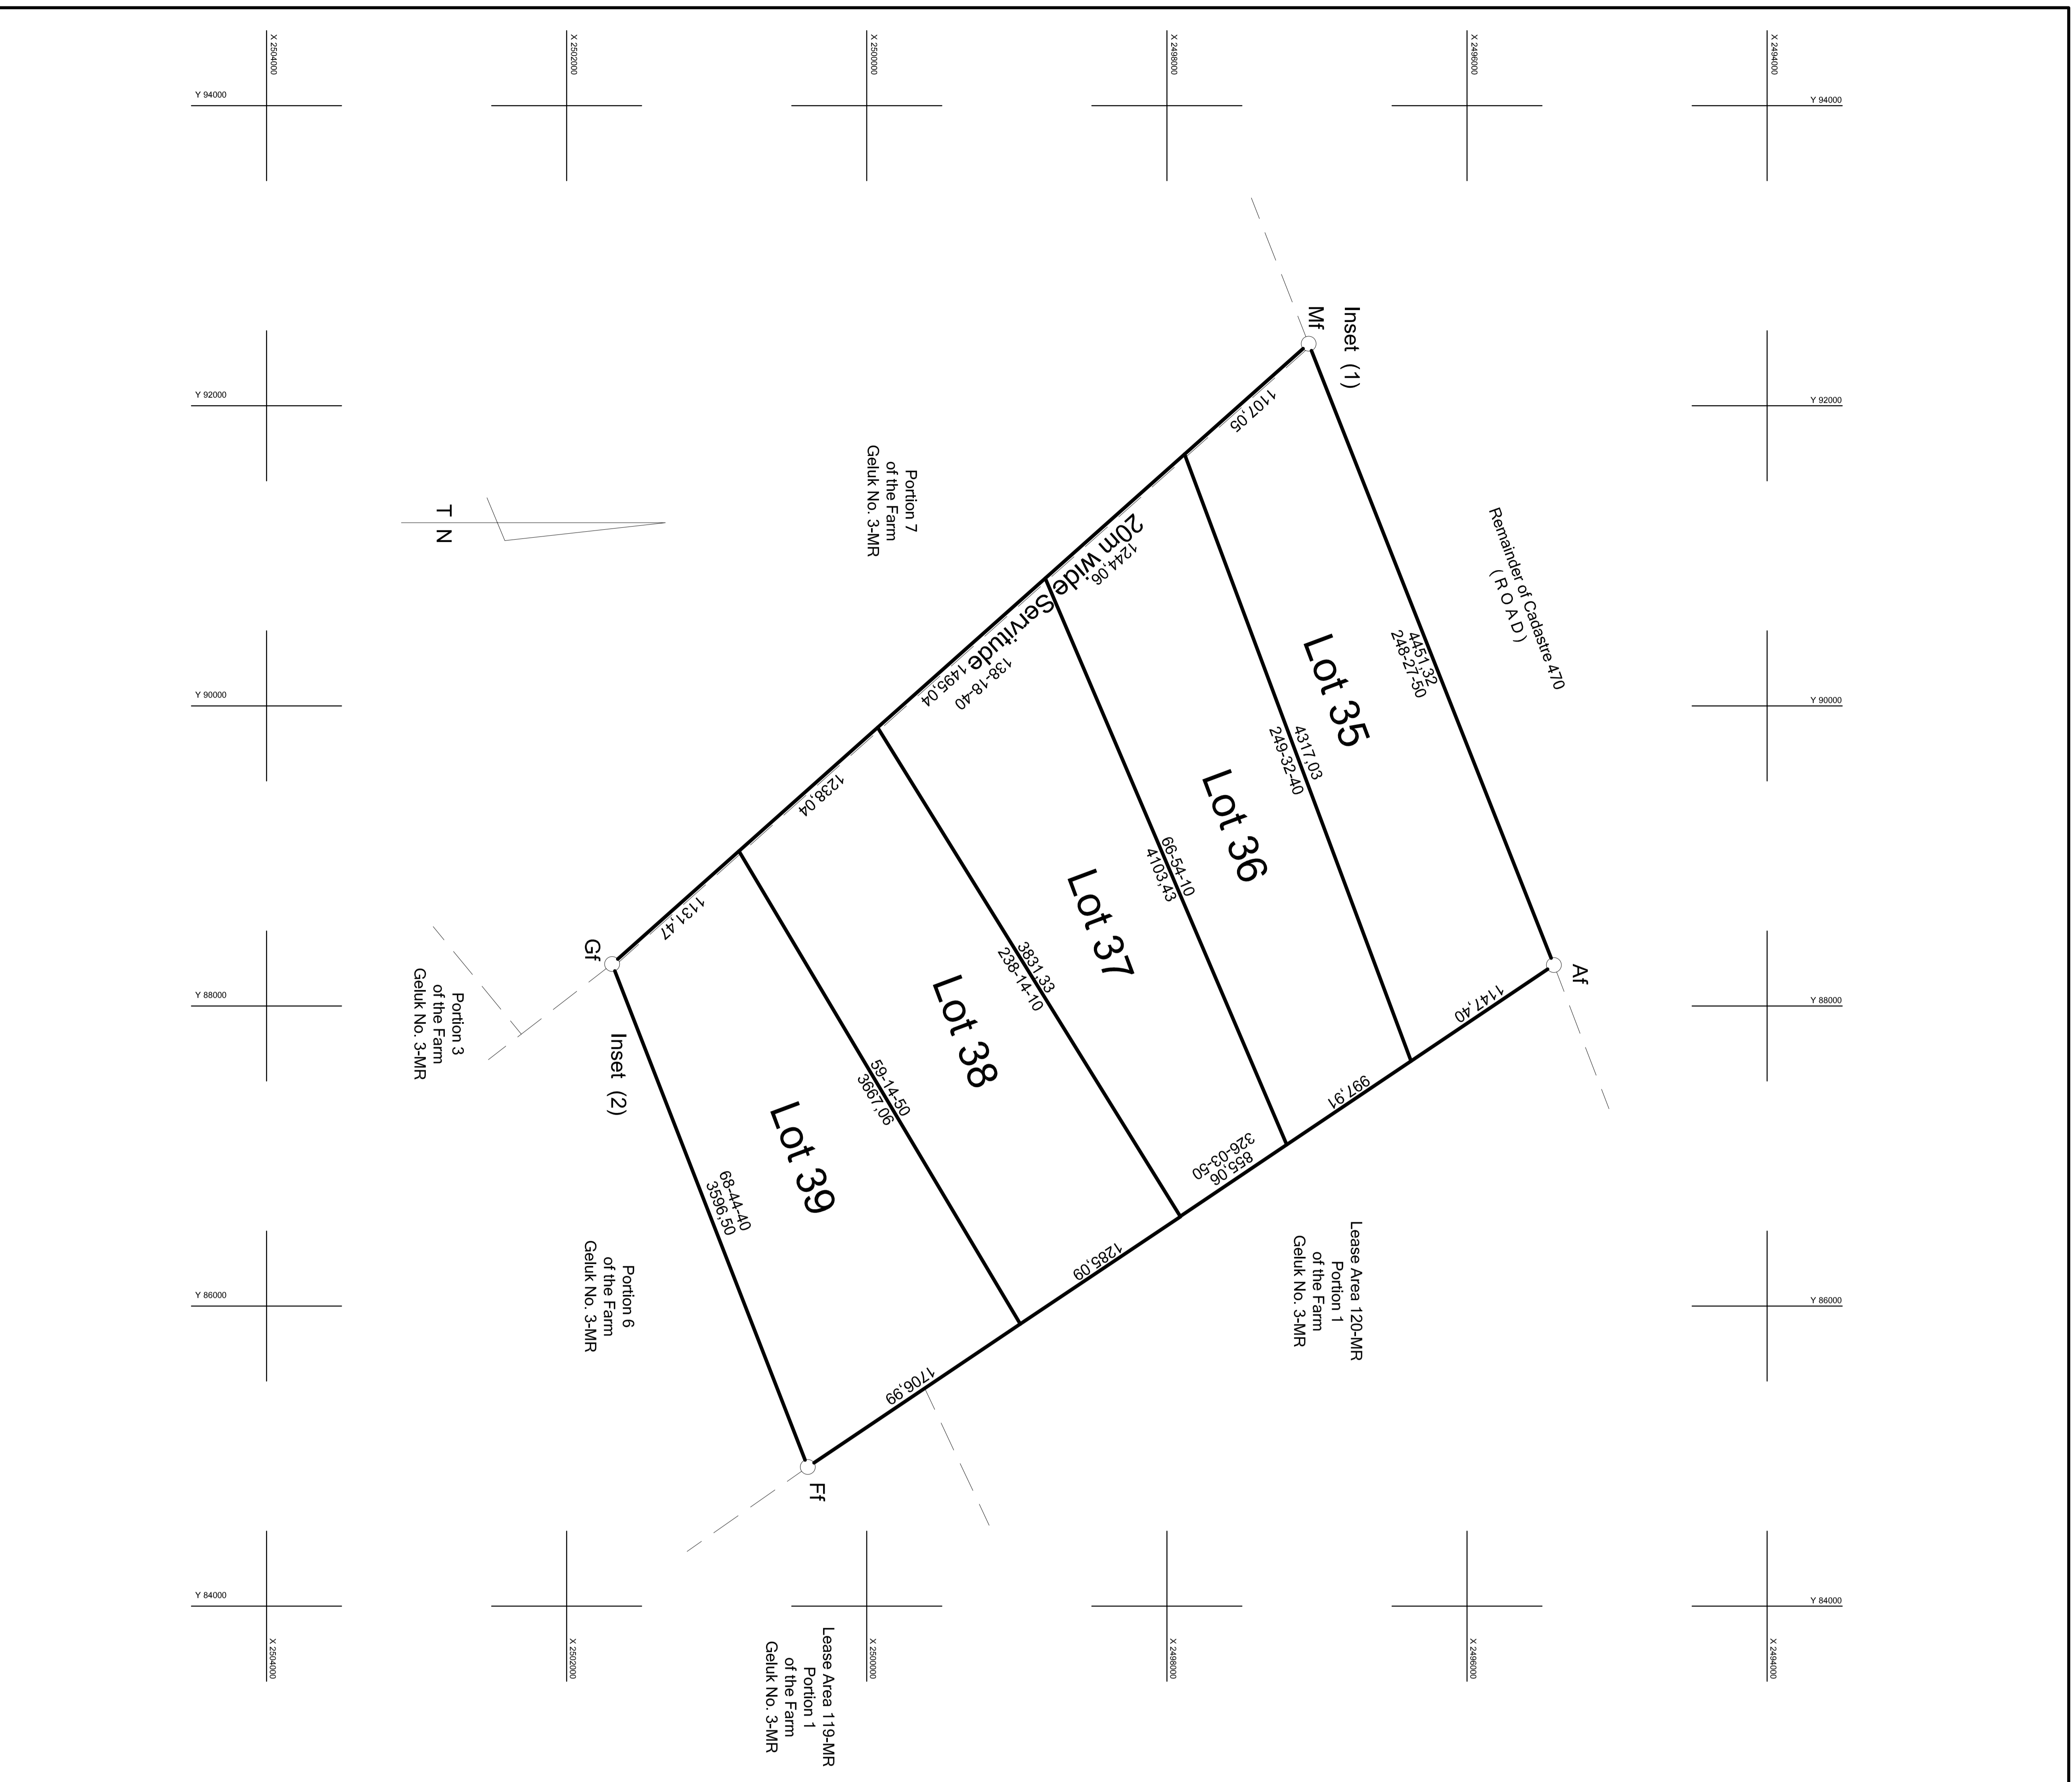 X 2504000
X 2502000
X 2500000
X 2498000
X 2496000
X 2494000
Y 94000
Y 94000
Inset (1)
Mf
Y 92000
Y 92000
1107,05
Portion 7
of the Farm
Geluk No. 3-MR
T N
Remainder of Cadastre 470
( R O A D )
20m wide Servitude
1244,06
138-18-40
1495,04
4451,32
248-27-50
Lot 35
Y 90000
Y 90000
4317,03
249-32-40
Lot 36
1238,04
66-54-10
4103,43
Lot 37
1131,47
Gf
Af
3831,33
238-14-10
Lot 38
Y 88000
Y 88000
1147,40
Portion 3
of the Farm
Geluk No. 3-MR
Inset (2)
59-14-50
3667,06
997,91
Lot 39
326-03-50
855,06
68-44-40
3596,50
Lease Area 120-MR
Portion 1
of the Farm
Geluk No. 3-MR
1285,09
Portion 6
of the Farm
Geluk No. 3-MR
Y 86000
Y 86000
1706,99
Ff
Y 84000
Y 84000
Lease Area 119-MR
Portion 1
of the Farm
Geluk No. 3-MR
X 2504000
X 2502000
X 2500000
X 2498000
X 2496000
X 2494000